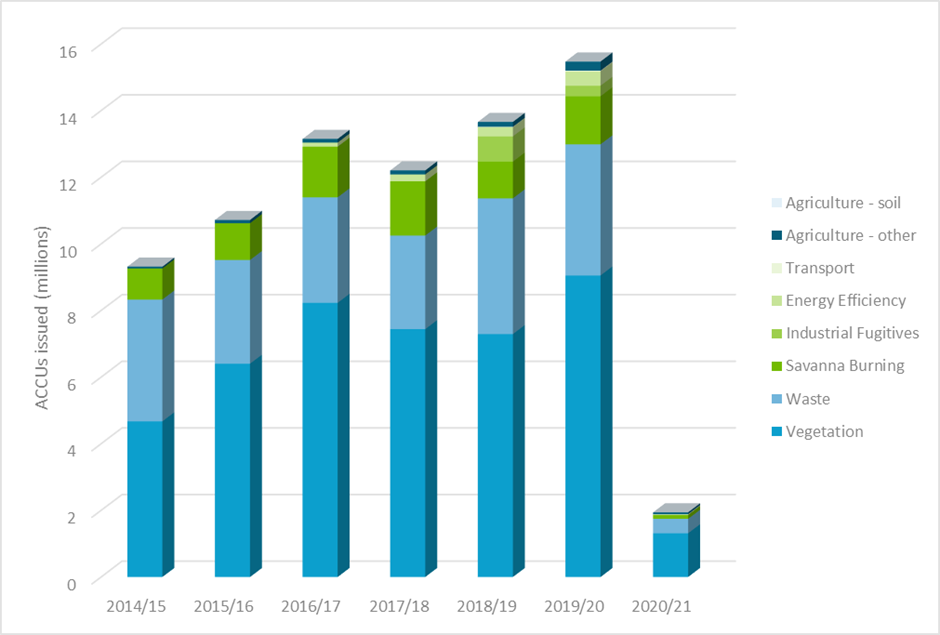 ACCUs issued (millions)
16
14
12
10
8
6
4
2
0
2014/15
2015/16
2016/17
2017/18
2018/19
2019/20
2020/21
Agriculture - soil
Agriculture - other
Transport
Energy Efficiency
Industrial Fugitives
Savanna Burning
Waste
Vegetation